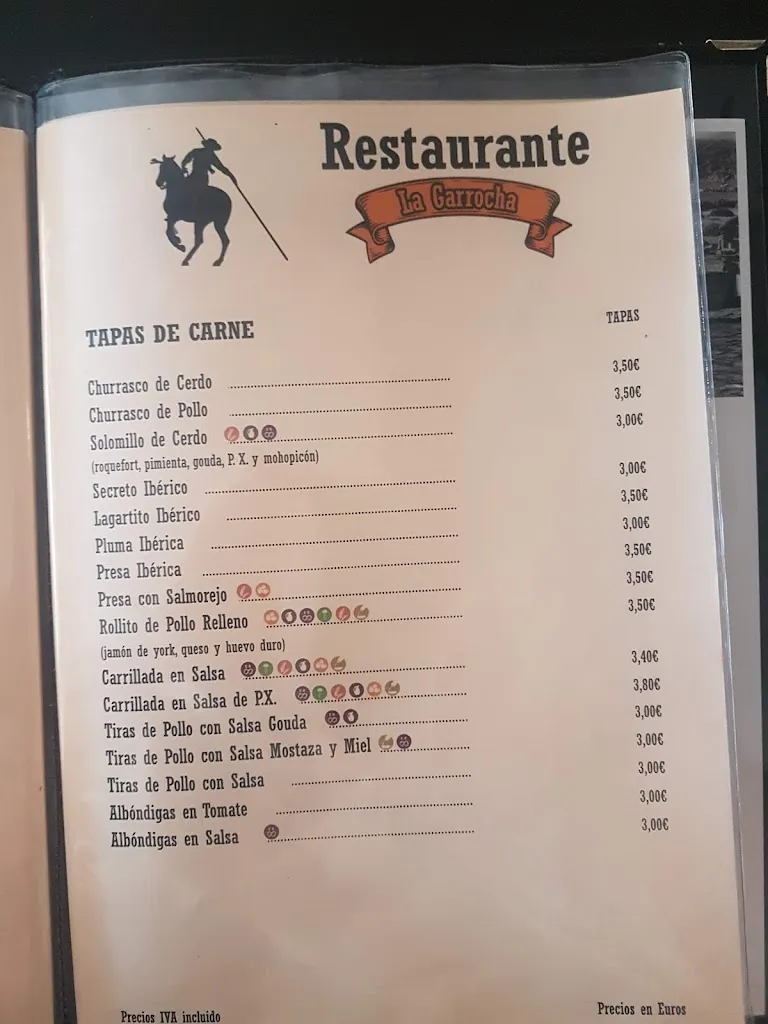 Restaurante
La Garrocha
TAPAS DE CARNE TAPAS
Churrasco de Cerdo 3,50€
Churrasco de Pollo 3,50€
Solomillo de Cerdo 3,00€
(roquefort, pimienta, gouda, P. X. y mohopicón)
Secreto Ibérico 3,00€
Lagartito Ibérico 3,50€
Pluma Ibérica 3,00€
Presa Ibérica 3,50€
Presa con Salmorejo 3,50€
Rollito de Pollo Relleno 3,50€
(jamón de york, queso y huevo duro)
Carrillada en Salsa 3,40€
Carrillada en Salsa de P.X. 3,80€
Tiras de Pollo con Salsa Gouda 3,00€
Tiras de Pollo con Salsa Mostaza y Miel 3,00€
Tiras de Pollo con Salsa 3,00€
Albóndigas en Tomate 3,00€
Albóndigas en Salsa 3,00€
Precios IVA incluido Precios en Euros